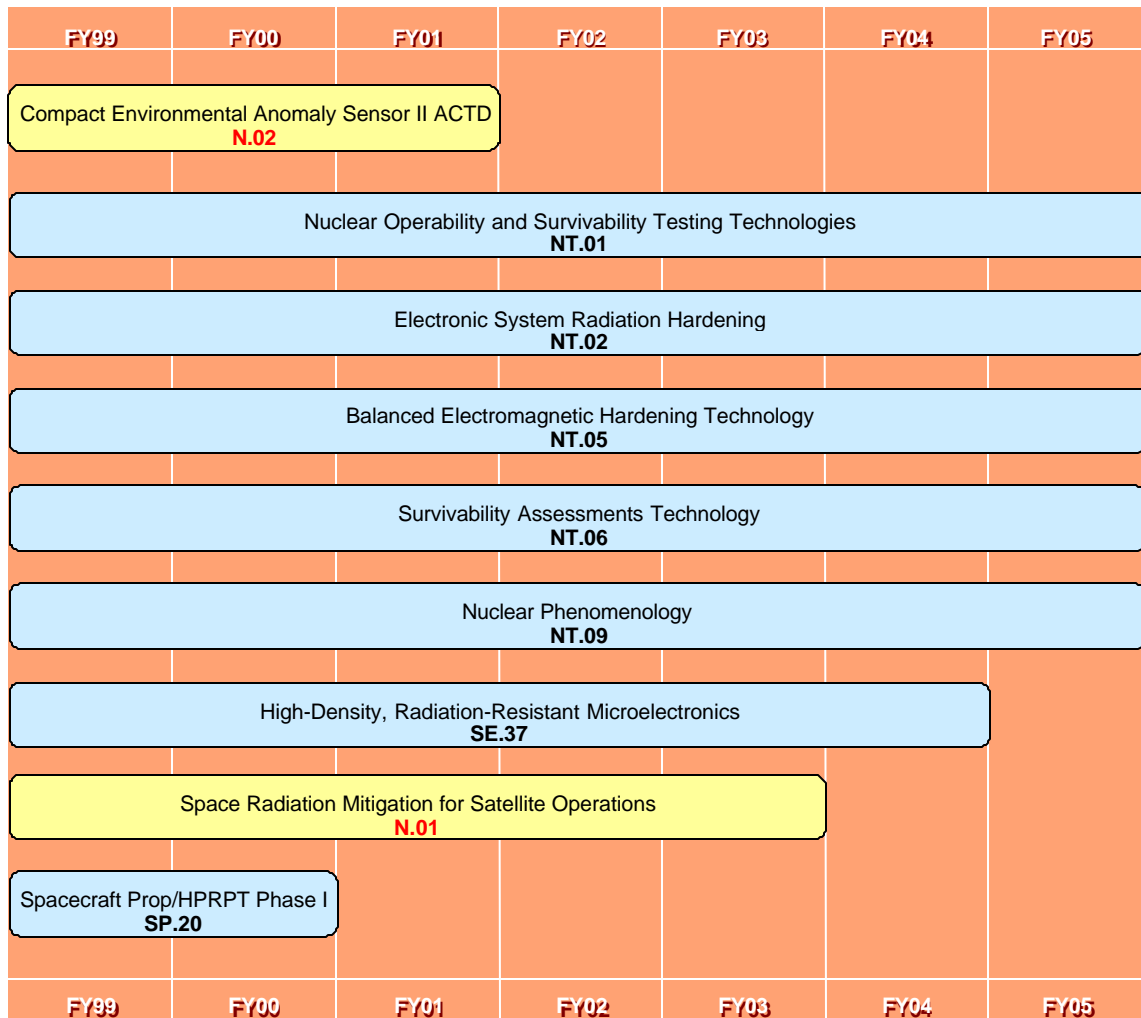 FY99 FY00 FY01 FY02 FY03 FY04 FY05
Compact Environmental Anomaly Sensor II ACTD
N.02
Nuclear Operability and Survivability Testing Technologies
NT.01
Electronic System Radiation Hardening
NT.02
Balanced Electromagnetic Hardening Technology
NT.05
Survivability Assessments Technology
NT.06
Nuclear Phenomenology
NT.09
High-Density, Radiation-Resistant Microelectronics
SE.37
Space Radiation Mitigation for Satellite Operations
N.01
Spacecraft Prop/HPRPT Phase I
SP.20
FY99 FY00 FY01 FY02 FY03 FY04 FY05